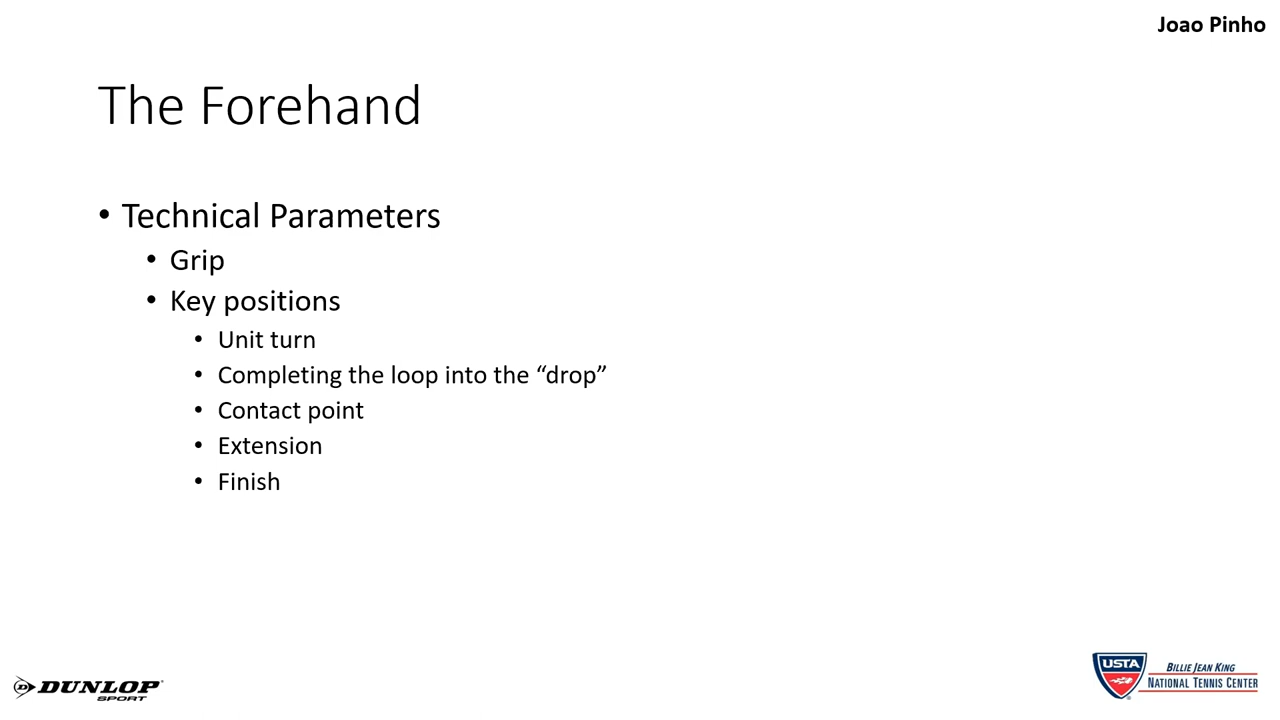 Joao Pinho
The Forehand
• Technical Parameters
• Grip
• Key positions
• Unit turn
• Completing the loop into the “drop”
• Contact point
• Extension
• Finish
DUNLOP
SPORT
USTA
BILLIE JEAN KING
NATIONAL TENNIS CENTER